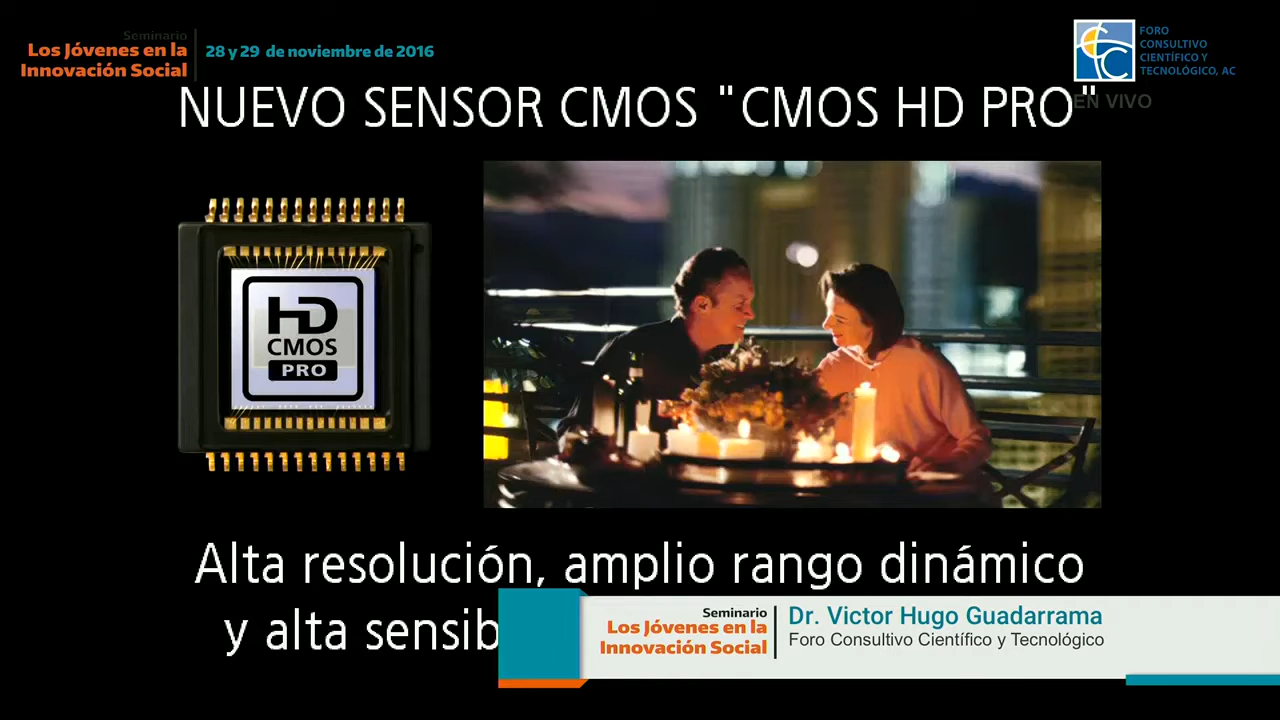 Seminario
Los Jóvenes en la
Innovación Social
28 y 29 de noviembre de 2016
FORO
CONSULTIVO
CIENTÍFICO Y
TECNOLÓGICO, AC
EN VIVO
NUEVO SENSOR CMOS "CMOS HD PRO"
HD
CMOS
PRO
Alta resolución, amplio rango dinámico
y alta sensib
Seminario
Los Jóvenes en la
Innovación Social
Dr. Victor Hugo Guadarrama
Foro Consultivo Científico y Tecnológico